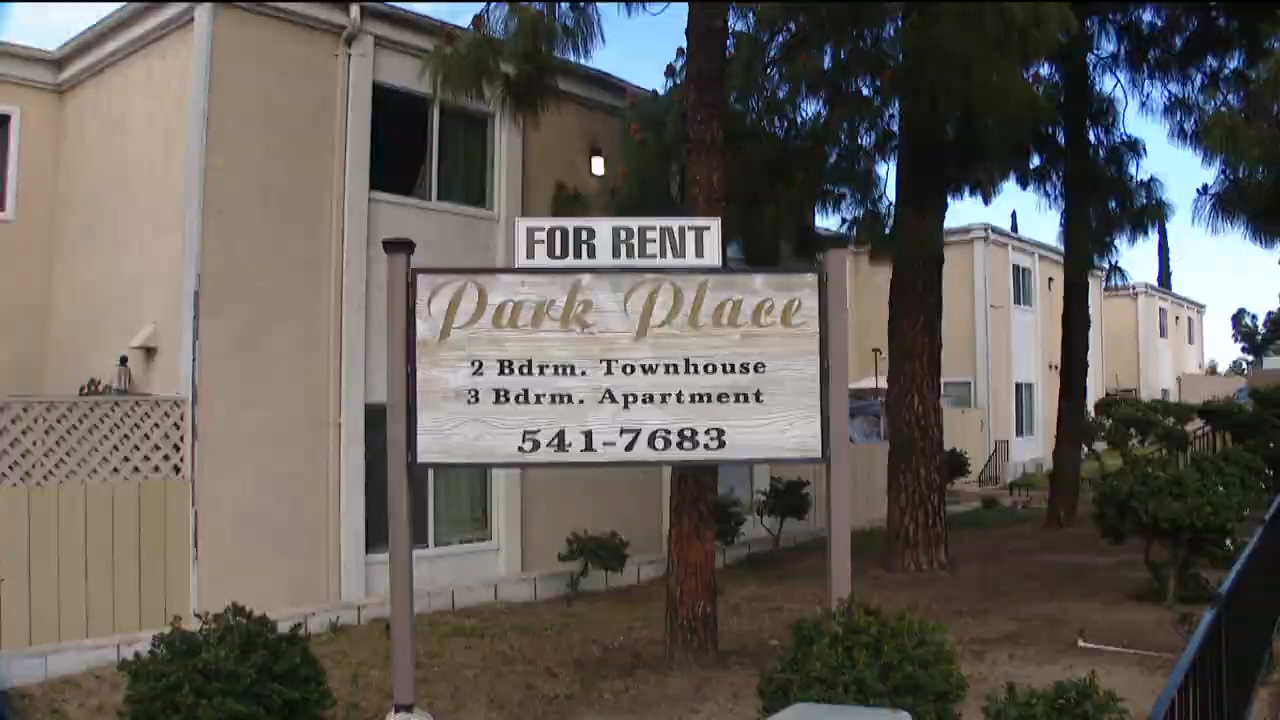 FOR RENT
Park Place
2 Bdrm. Townhouse
3 Bdrm. Apartment
541-7683